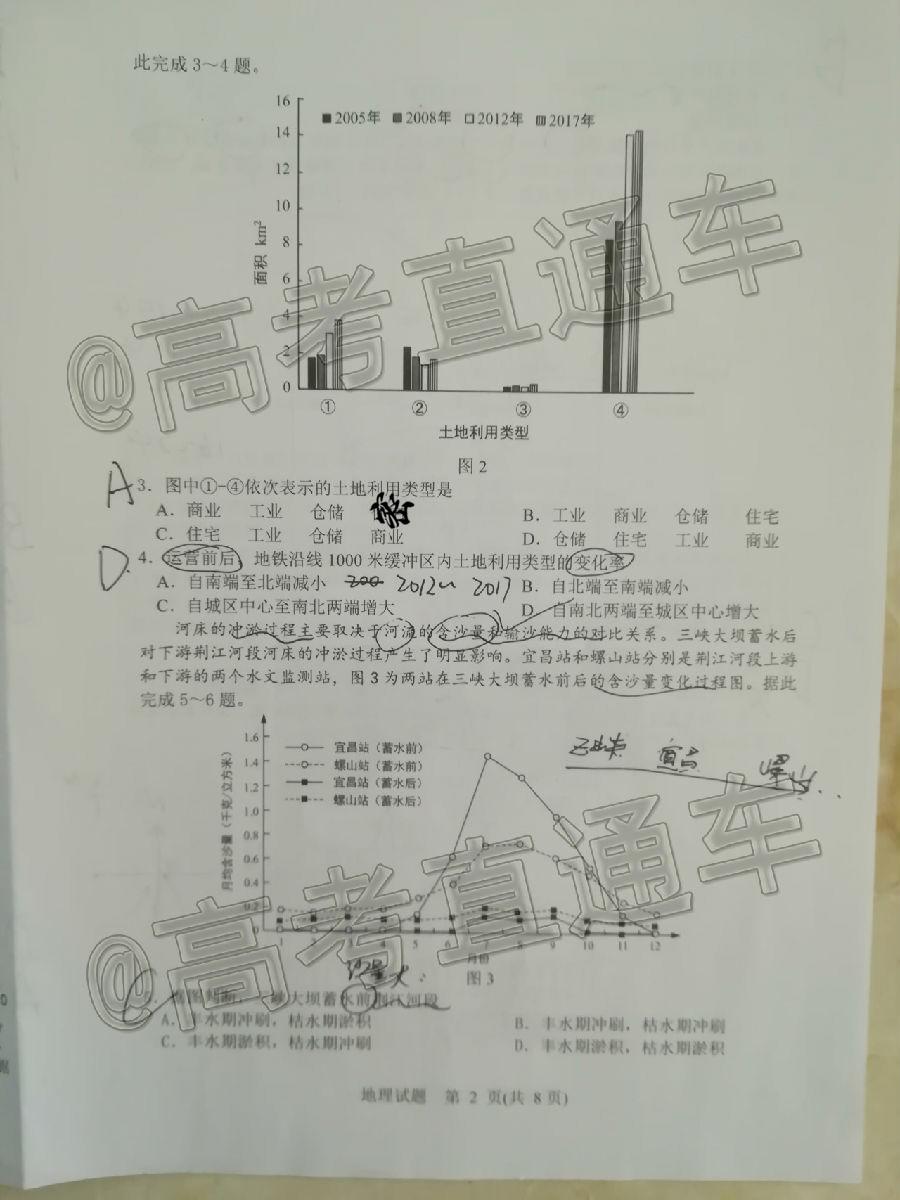 此完成3～4题。
16
14
12
10
8
6
4
2
0
面积 km²
■2005年 ■2008年 □2012年 2017年
① ② ③ ④
土地利用类型
图2
A
3．图中①-④依次表示的土地利用类型是
A．商业 工业 仓储
B．工业 商业 仓储 住宅
C．住宅 工业 仓储 商业
D．仓储 住宅 工业 商业
D
4．运营前后，地铁沿线1000米缓冲区内土地利用类型的变化率
A．自南端至北端减小
2012 2017
B．自北端至南端减小
C．自城区中心至南北两端增大
D．自南北两端至城区中心增大
河床的冲淤过程主要取决于河流的含沙量和输沙能力的对比关系。三峡大坝蓄水后
对下游荆江河段河床的冲淤过程产生了明显影响。宜昌站和螺山站分别是荆江河段上游
和下游的两个水文监测站，图3为两站在三峡大坝蓄水前后的含沙量变化过程图。据此
完成5～6题。
月均含沙量（千克/立方米）
1.6
1.4
1.2
1.0
0.8
0.6
0.4
0.2
0
宜昌站（蓄水前）
螺山站（蓄水前）
宜昌站（蓄水后）
螺山站（蓄水后）
宜昌
1 2 3 4 5 6 7 8 9 10 11 12
月份
图3
大坝蓄水前荆江河段
A．丰水期冲刷，枯水期淤积
B．丰水期冲刷，枯水期冲刷
C．丰水期淤积，枯水期冲刷
D．丰水期淤积，枯水期淤积
地理试题 第 2 页(共 8 页)
@高考直通车
@高考直通车